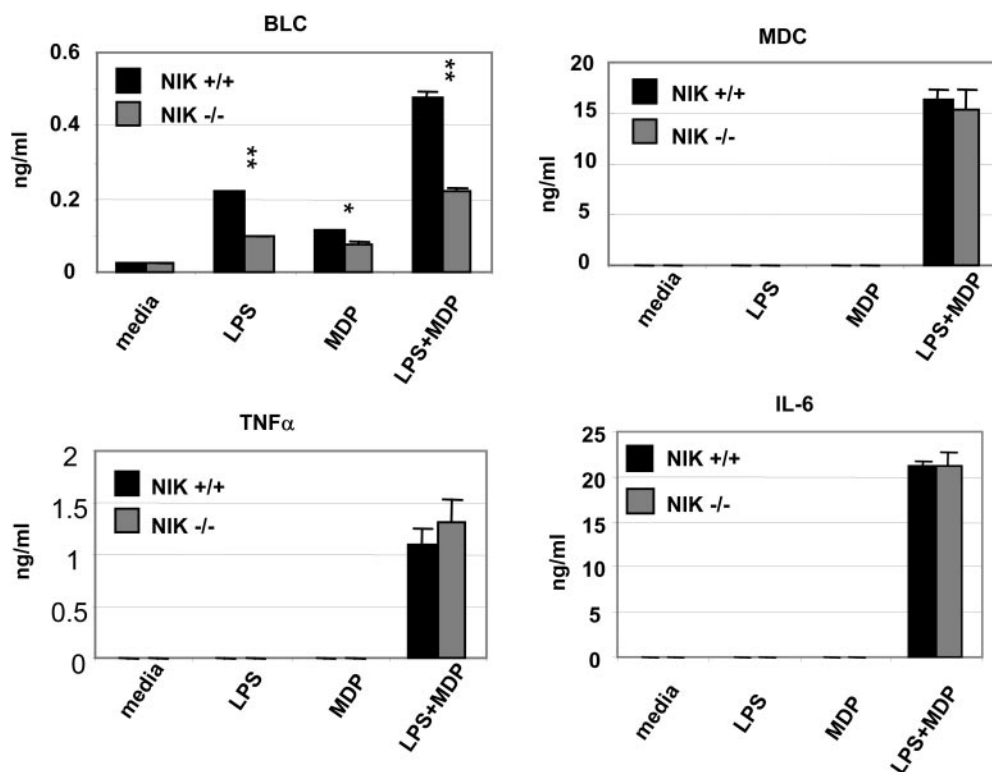 BLC
0.6
0.4
0.2
0
ng/ml
NIK +/+
NIK -/-
**
*
**
media
LPS
MDP
LPS+MDP
MDC
20
15
10
5
0
ng/ml
NIK +/+
NIK -/-
media
LPS
MDP
LPS+MDP
TNFα
2
1.5
1
0.5
0
ng/ml
NIK +/+
NIK -/-
media
LPS
MDP
LPS+MDP
IL-6
25
20
15
10
5
0
ng/ml
NIK +/+
NIK -/-
media
LPS
MDP
LPS+MDP